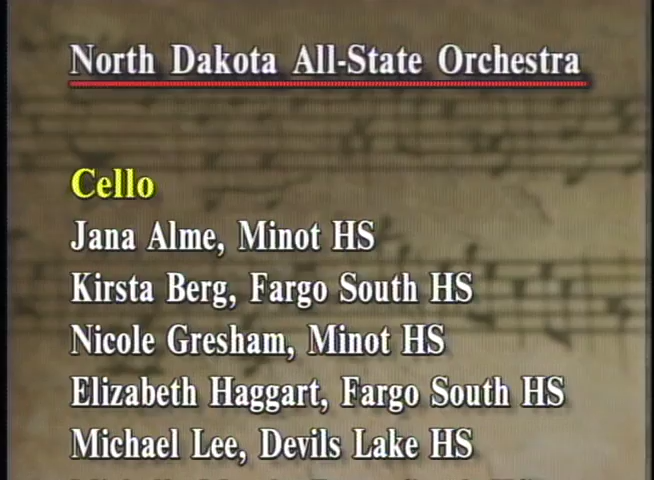 North Dakota All-State Orchestra
Cello
Jana Alme, Minot HS
Kirsta Berg, Fargo South HS
Nicole Gresham, Minot HS
Elizabeth Haggart, Fargo South HS
Michael Lee, Devils Lake HS